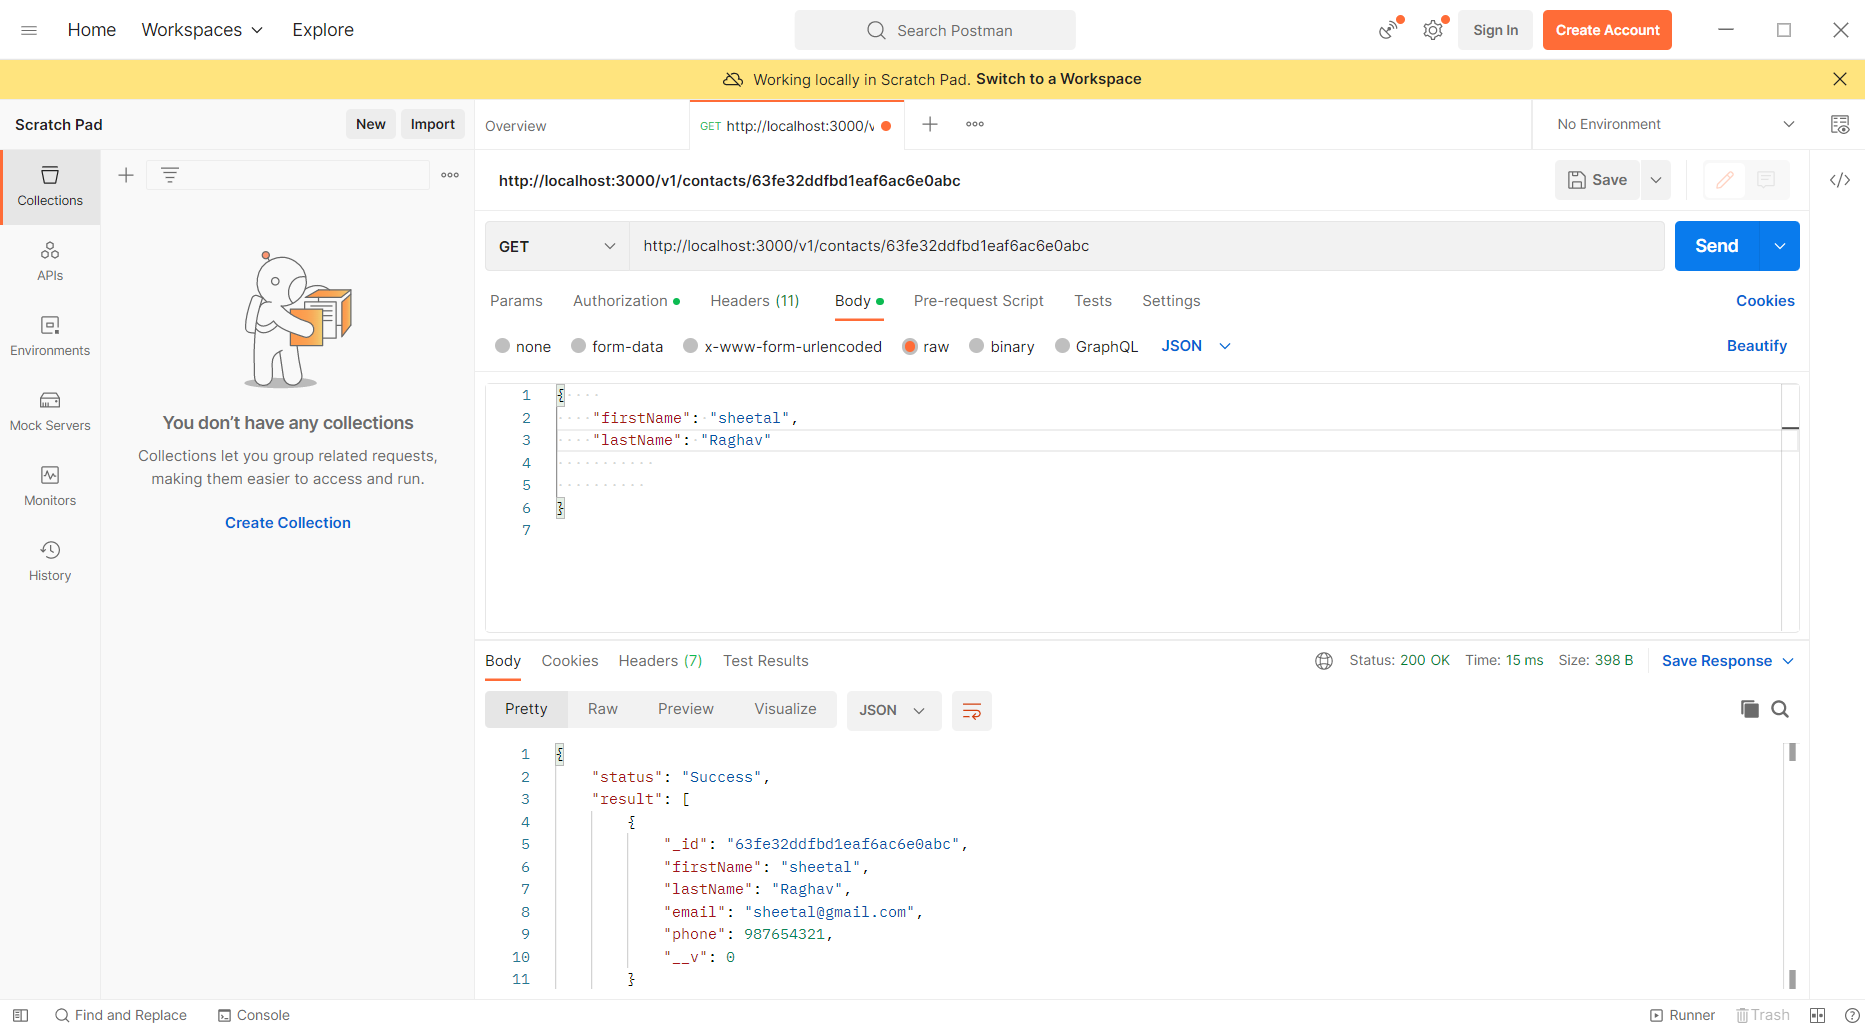 Home Workspaces Explore Search Postman Sign In Create Account
Working locally in Scratch Pad. Switch to a Workspace
Scratch Pad New Import Overview GET http://localhost:3000/v No Environment
http://localhost:3000/v1/contacts/63fe32ddfbd1eaf6ac6e0abc Save
Collections
APIs
Environments
Mock Servers
Monitors
History
You don’t have any collections
Collections let you group related requests,
making them easier to access and run.
Create Collection
GET http://localhost:3000/v1/contacts/63fe32ddfbd1eaf6ac6e0abc Send
Params Authorization Headers (11) Body Pre-request Script Tests Settings Cookies
none form-data x-www-form-urlencoded raw binary GraphQL JSON Beautify
1 {
2 "firstName": "sheetal",
3 "lastName": "Raghav"
4
5
6 }
7
Body Cookies Headers (7) Test Results Status: 200 OK Time: 15 ms Size: 398 B Save Response
Pretty Raw Preview Visualize JSON
1 {
2 "status": "Success",
3 "result": [
4 {
5 "_id": "63fe32ddfbd1eaf6ac6e0abc",
6 "firstName": "sheetal",
7 "lastName": "Raghav",
8 "email": "sheetal@gmail.com",
9 "phone": 987654321,
10 "__v": 0
11 }
Find and Replace Console Runner Trash